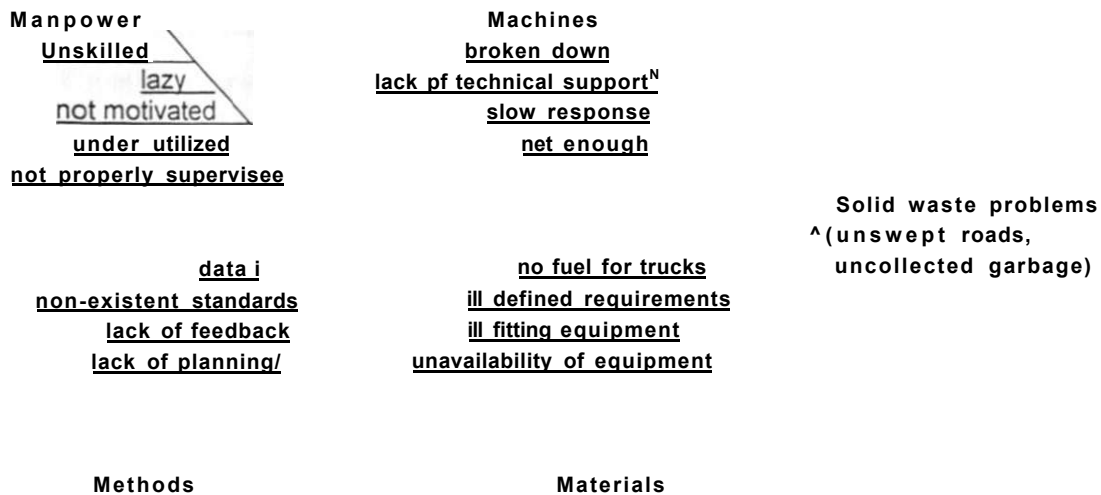 Manpower
Unskilled
lazy
not motivated
under utilized
not properly supervisee
Machines
broken down
lack pf technical support^N
slow response
net enough
Solid waste problems
^(unswept roads,
uncollected garbage)
data i
non-existent standards
lack of feedback
lack of planning/
no fuel for trucks
ill defined requirements
ill fitting equipment
unavailability of equipment
Methods
Materials